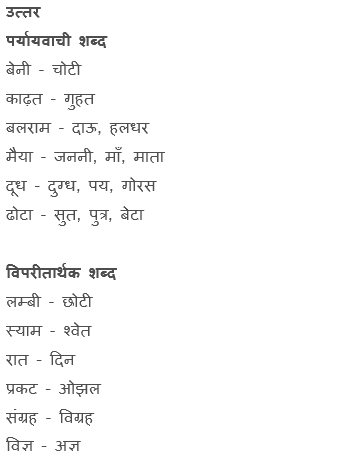 उत्तर
पर्यायवाची शब्द
बेनी - चोटी
काढ़त - गुहत
बलराम - दाऊ, हलधर
मैया - जननी, माँ, माता
दूध - दुग्ध, पय, गोरस
ढोटा - सुत, पुत्र, बेटा
विपरीतार्थक शब्द
लम्बी - छोटी
स्याम - श्वेत
रात - दिन
प्रकट - ओझल
संग्रह - विग्रह
विज्ञ - अज्ञ